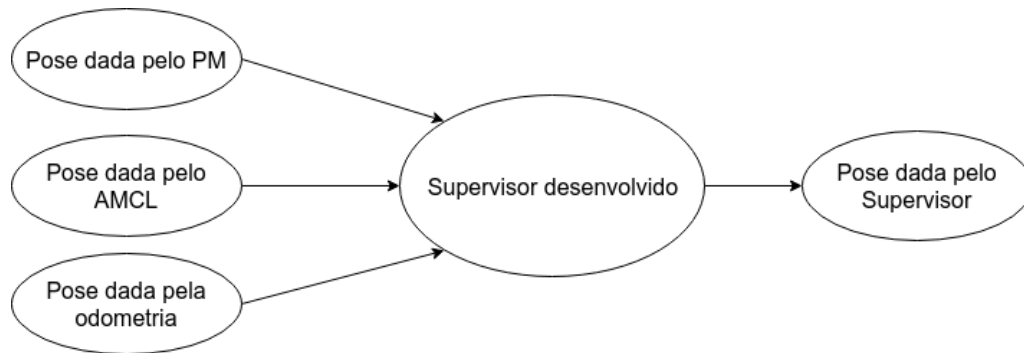 Pose dada pelo PM
Pose dada pelo
AMCL
Pose dada pela
odometria
Supervisor desenvolvido
Pose dada pelo
Supervisor